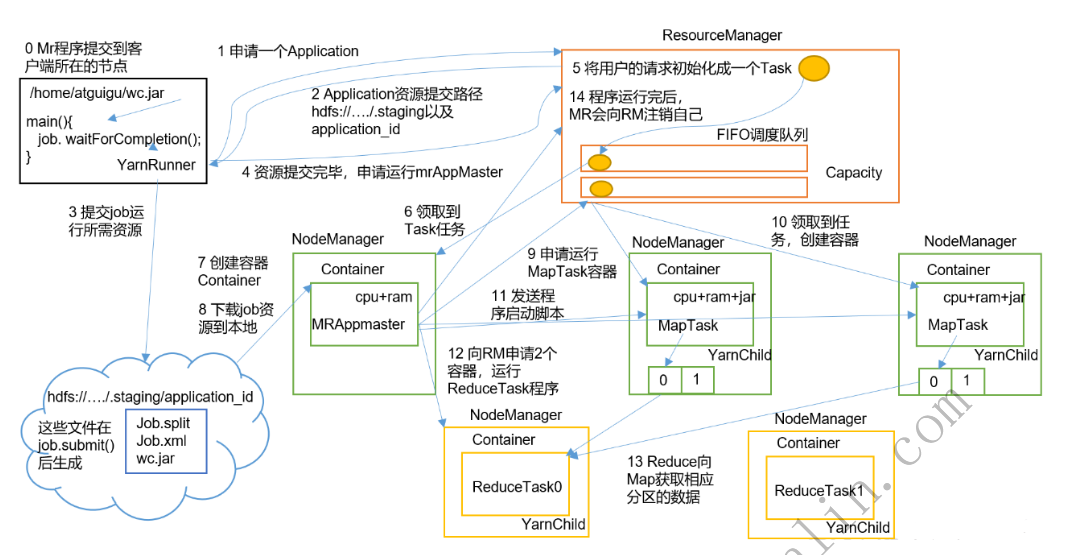 ResourceManager
0 Mr程序提交到客
户端所在的节点
1 申请一个Application
5 将用户的请求初始化成一个Task
/home/atguigu/wc.jar
main(){
job. waitForCompletion();
}
YarnRunner
2 Application资源提交路径
hdfs://…./.staging以及
application_id
14 程序运行完后，
MR会向RM注销自己
FIFO调度队列
Capacity
4 资源提交完毕，申请运行mrAppMaster
3 提交job运
行所需资源
6 领取到
Task任务
10 领取到任
务，创建容器
NodeManager
Container
cpu+ram
MRAppmaster
7 创建容器
Container
8 下载job资
源到本地
9 申请运行
MapTask容器
11 发送程
序启动脚本
NodeManager
Container
cpu+ram+jar
MapTask
YarnChild
0
1
NodeManager
Container
cpu+ram+jar
MapTask
YarnChild
0
1
12 向RM申请2个
容器，运行
ReduceTask程序
hdfs://…./.staging/application_id
这些文件在
job.submit()
后生成
Job.split
Job.xml
wc.jar
NodeManager
Container
ReduceTask0
YarnChild
13 Reduce向
Map获取相应
分区的数据
NodeManager
Container
ReduceTask1
YarnChild